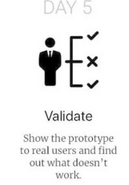 DAY 5
Validate
Show the prototype
to real users and find
out what doesn't
work.